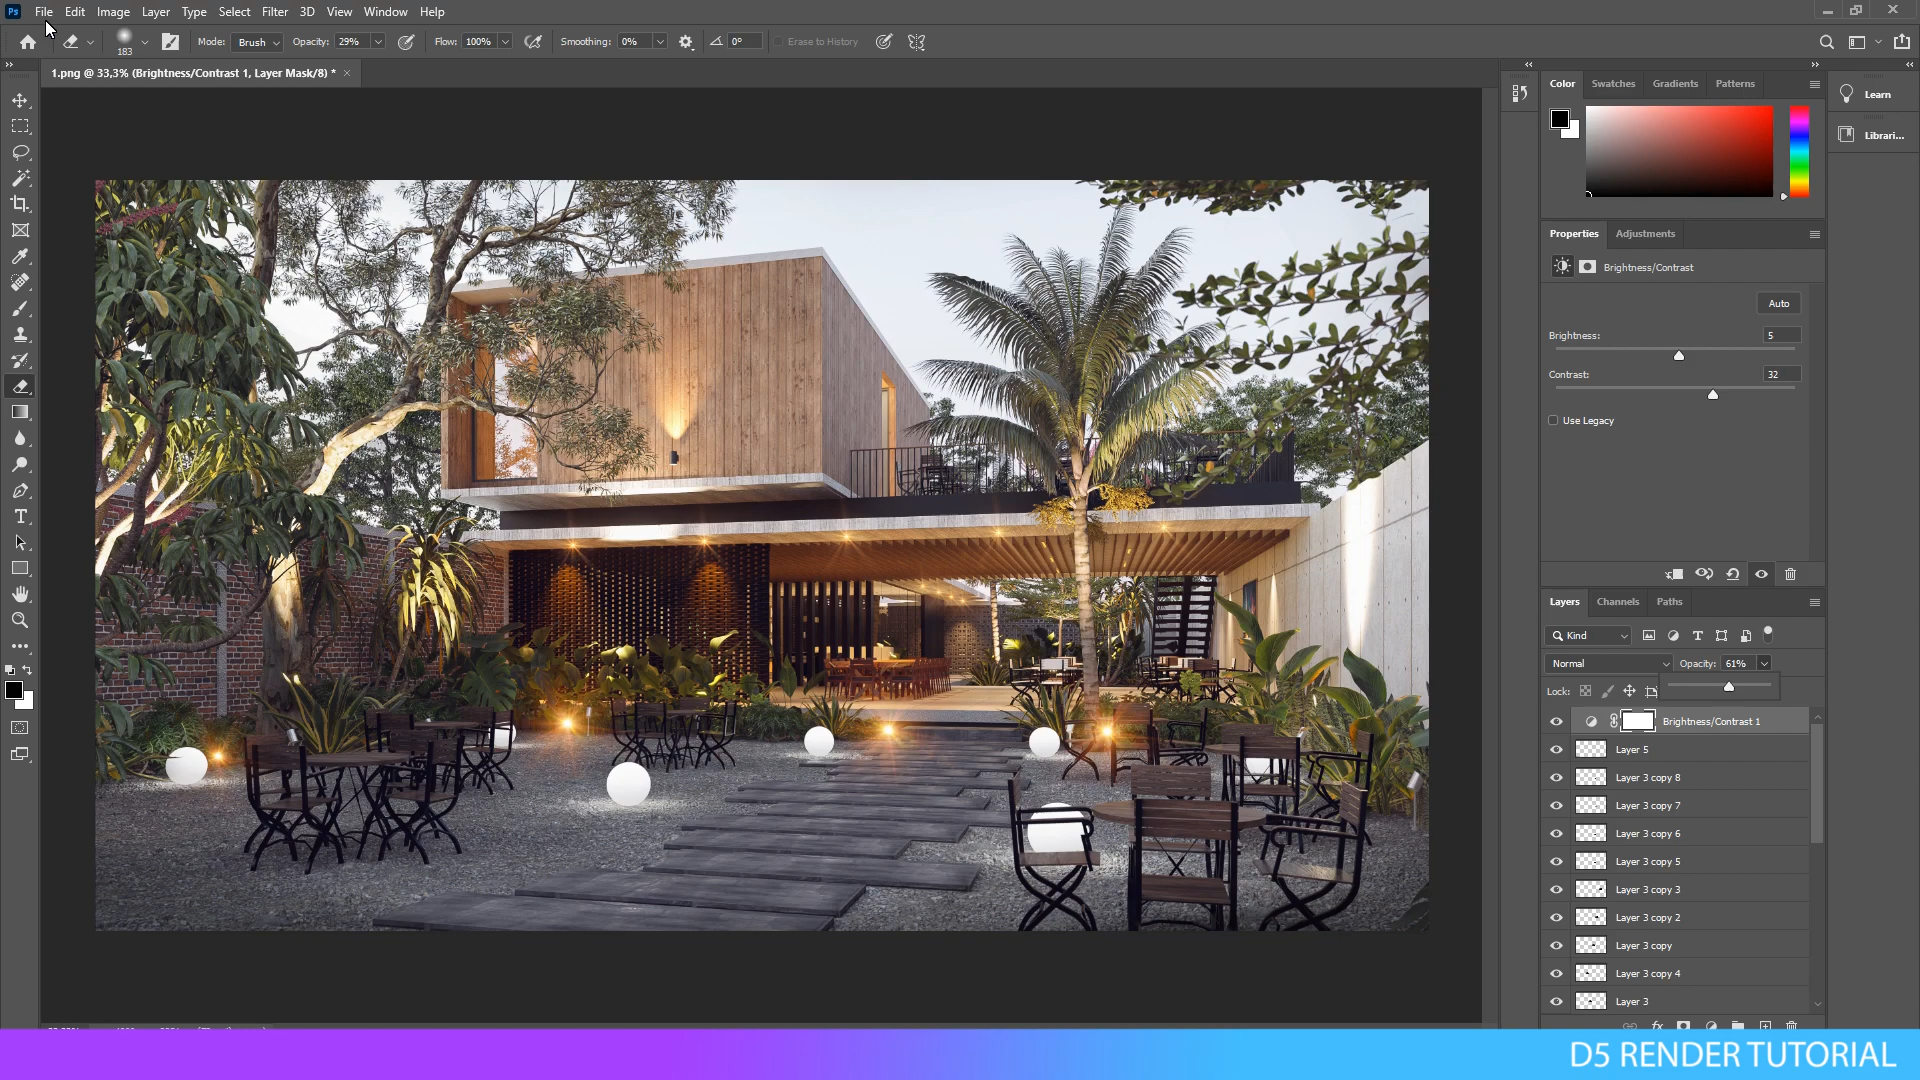 Ps File Edit Image Layer Type Select Filter 3D View Window Help
183 Mode: Brush Opacity: 29% Flow: 100% Smoothing: 0% 0° Erase to History
1.png @ 33,3% (Brightness/Contrast 1, Layer Mask/8) *
Color Swatches Gradients Patterns
Learn
Librari...
Properties Adjustments
Brightness/Contrast
Auto
Brightness: 5
Contrast: 32
Use Legacy
Layers Channels Paths
Kind
Normal Opacity: 61%
Lock:
Brightness/Contrast 1
Layer 5
Layer 3 copy 8
Layer 3 copy 7
Layer 3 copy 6
Layer 3 copy 5
Layer 3 copy 3
Layer 3 copy 2
Layer 3 copy
Layer 3 copy 4
Layer 3
fx
D5 RENDER TUTORIAL